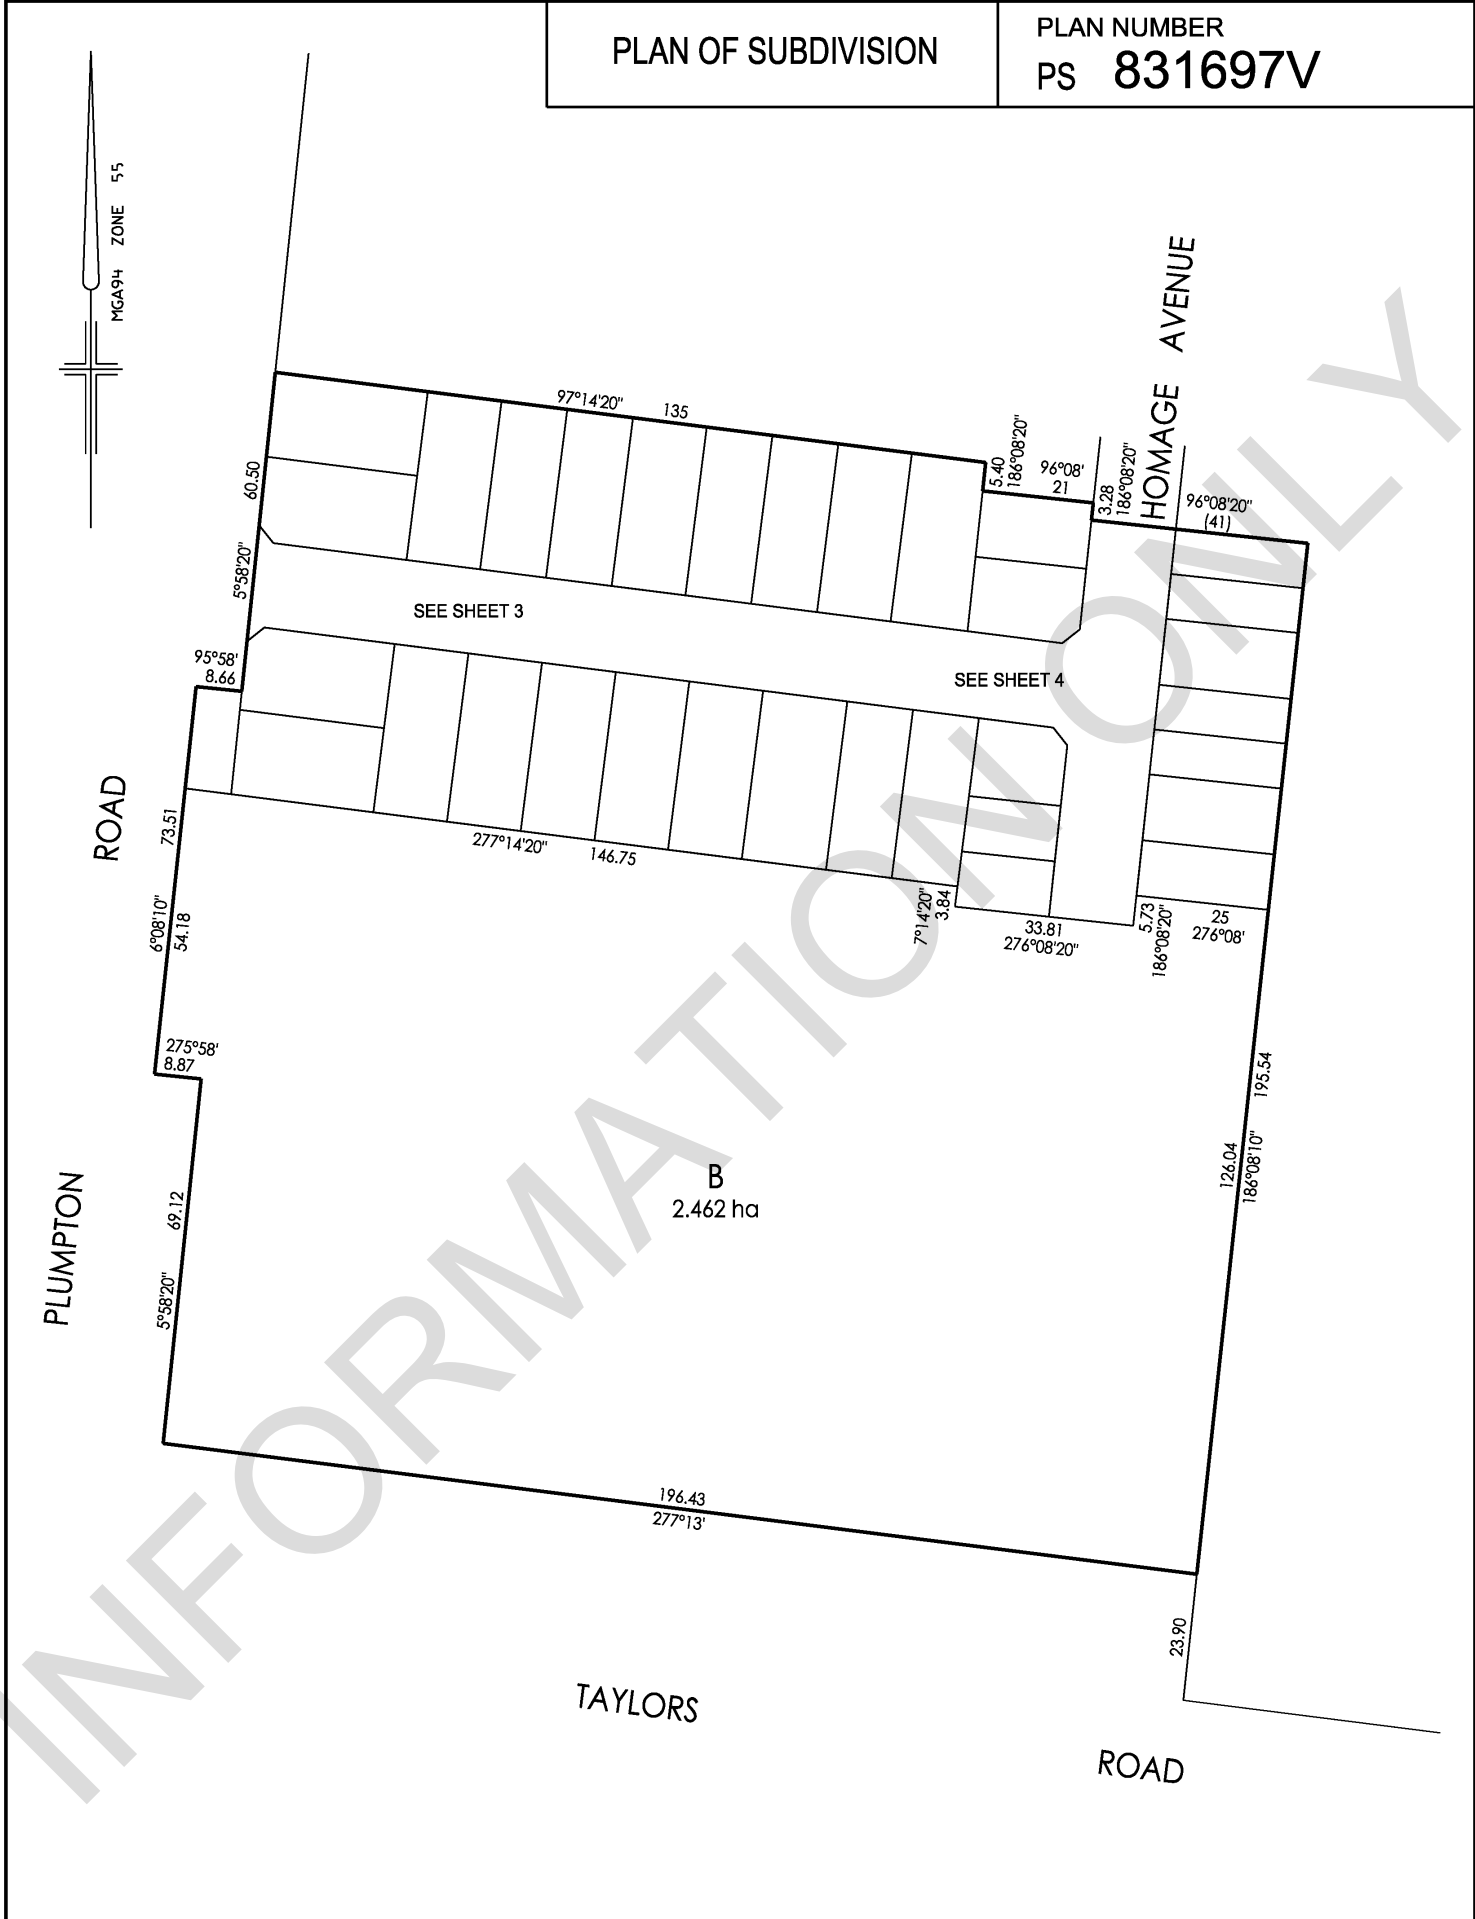 PLAN OF SUBDIVISION
PLAN NUMBER
PS 831697V
MGA94 ZONE 55
HOMAGE AVENUE
97°14'20" 135
5.40
186°08'20"
96°08'
21
3.28
186°08'20"
96°08'20"
(41)
60.50
5°58'20"
SEE SHEET 3
SEE SHEET 4
95°58'
8.66
ROAD
73.51
277°14'20" 146.75
7°14'20"
3.84
33.81
276°08'20"
5.73
186°08'20"
25
276°08'
6°08'10"
54.18
275°58'
8.87
195.54
126.04
186°08'10"
B
2.462 ha
PLUMPTON
69.12
5°58'20"
196.43
277°13'
23.90
TAYLORS
ROAD
INFORMATION ONLY